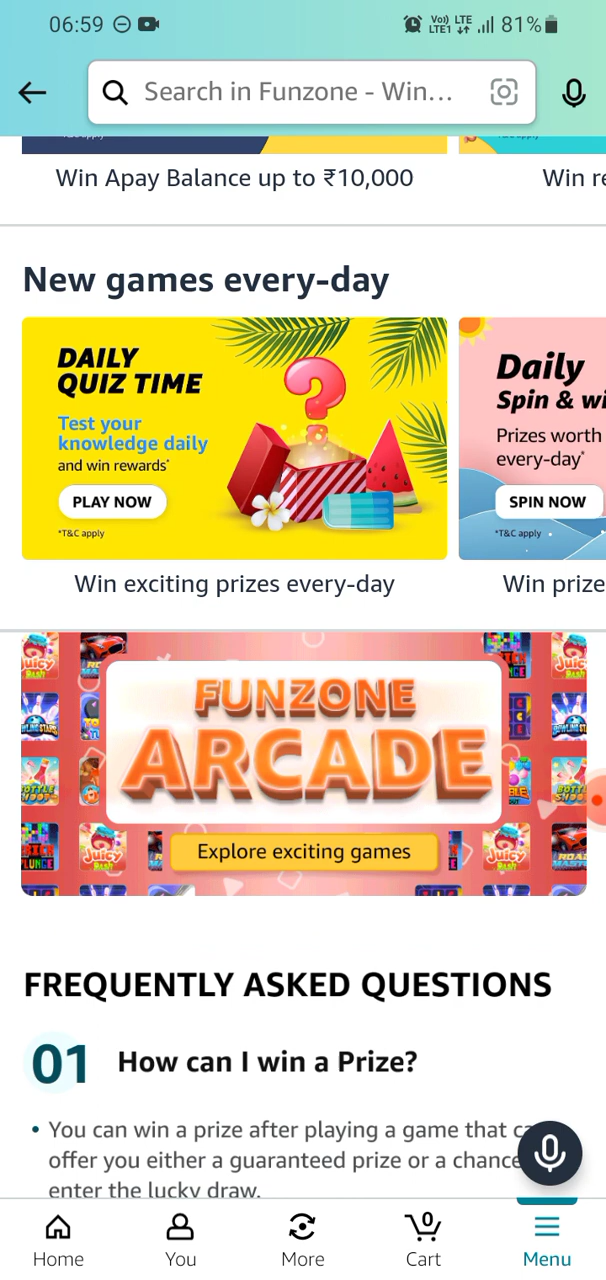 06:59
Vo) LTE
LTE1
81%
Search in Funzone - Win...
Win Apay Balance up to ₹10,000
Win
New games every-day
DAILY
QUIZ TIME
Test your
knowledge daily
and win rewards*
PLAY NOW
*T&C apply
Daily
Spin &
Prizes worth
every-day*
SPIN NOW
*T&C apply
Win exciting prizes every-day
Win prize
FUNZONE
ARCADE
Explore exciting games
FREQUENTLY ASKED QUESTIONS
01 How can I win a Prize?
• You can win a prize after playing a game that
offer you either a guaranteed prize or a chance
enter the lucky draw.
Home
You
More
0
Cart
Menu